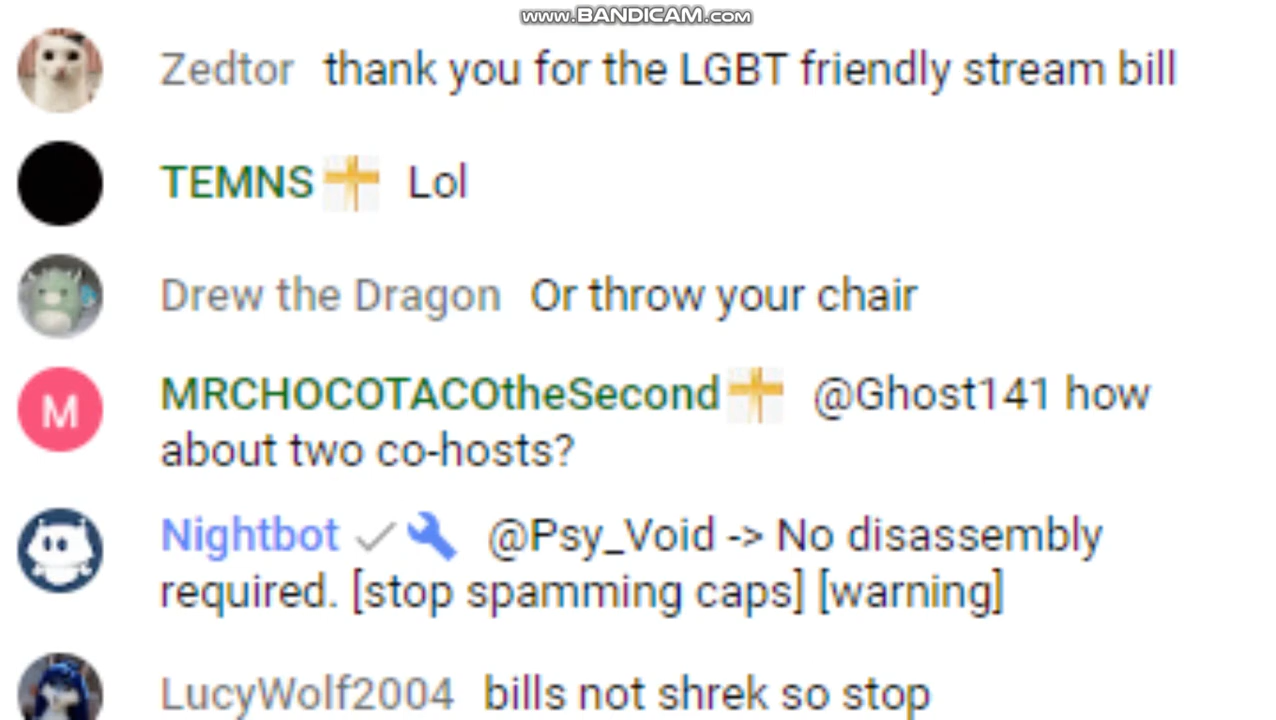 www.BANDICAM.com
Zedtor thank you for the LGBT friendly stream bill
TEMNS Lol
Drew the Dragon Or throw your chair
M MRCHOCOTACOtheSecond @Ghost141 how
about two co-hosts?
Nightbot @Psy_Void -> No disassembly
required. [stop spamming caps] [warning]
LucyWolf2004 bills not shrek so stop